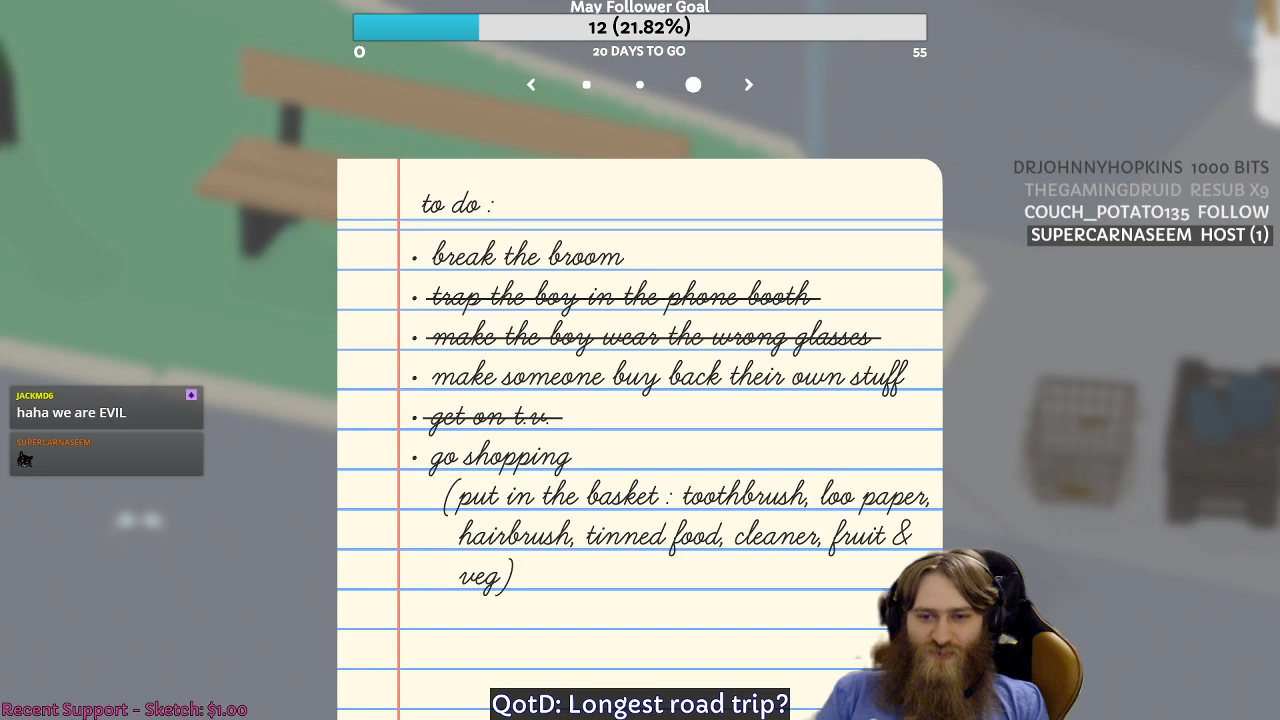 May Follower Goal
12 (21.82%)
0
20 DAYS TO GO
55
to do :
• break the broom
• trap the boy in the phone booth
• make the boy wear the wrong glasses
• make someone buy back their own stuff
• get on t.v.
• go shopping
(put in the basket : toothbrush, loo paper,
hairbrush, tinned food, cleaner, fruit &
veg)
DRJOHNNYHOPKINS 1000 BITS
THEGAMINGDRUID RESUB X9
COUCH_POTATO135 FOLLOW
SUPERCARNASEEM HOST (1)
JACKMD6
haha we are EVIL
SUPERCARNASEEM
Recent Support - Sketch: $1.00
QotD: Longest road trip?